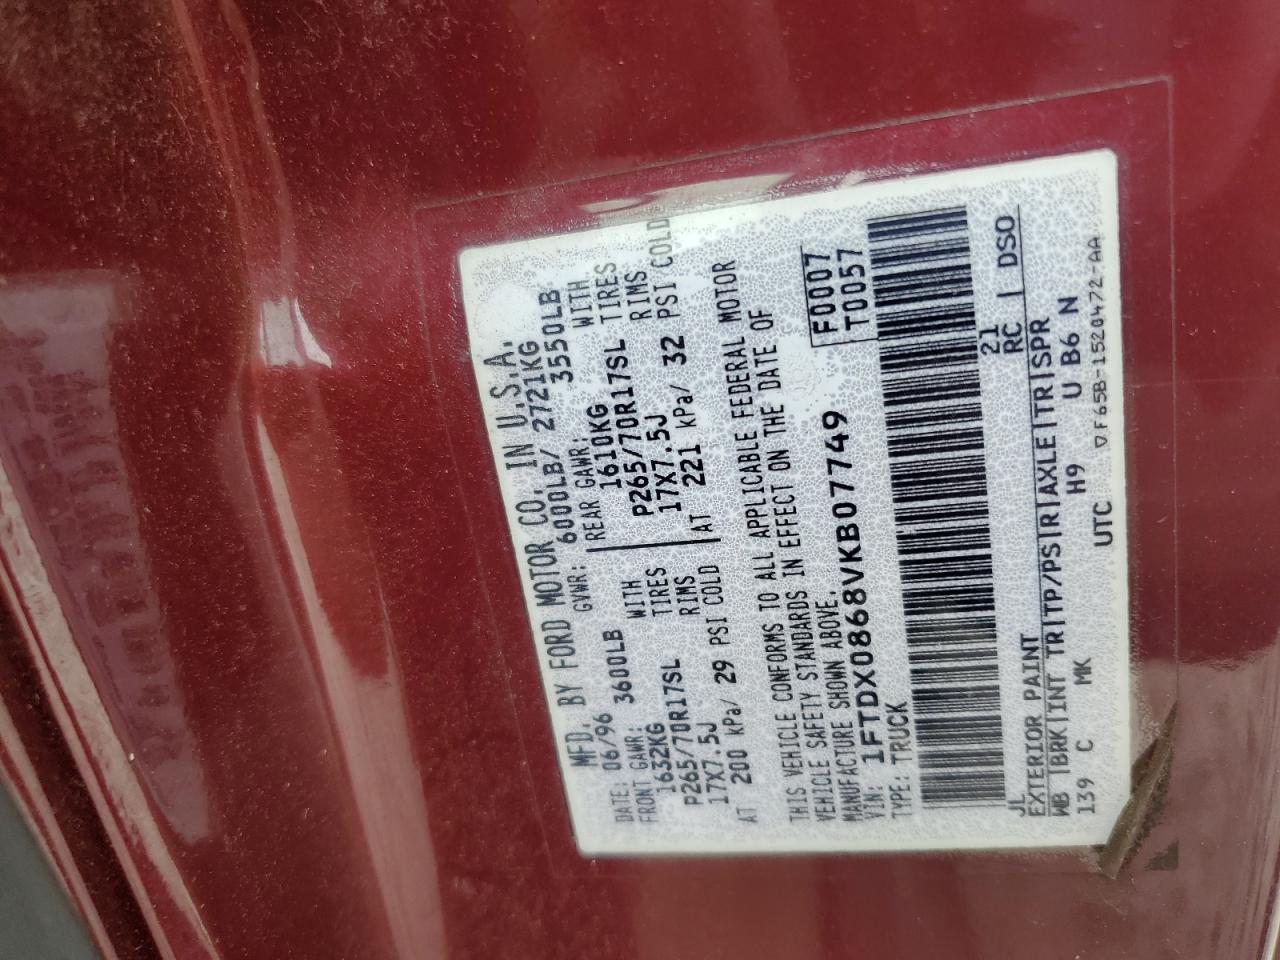 MFD. BY FORD MOTOR CO. IN U.S.A.
DATE: 06/96 GVWR: 6000LB/ 2721KG
FRONT GAWR: 3600LB REAR GAWR: 3550LB
1632KG WITH 1610KG WITH
P265/70R17SL TIRES P265/70R17SL TIRES
17X7.5J RIMS 17X7.5J RIMS
AT 200 kPa/ 29 PSI COLD AT 221 kPa/ 32 PSI COLD
THIS VEHICLE CONFORMS TO ALL APPLICABLE FEDERAL MOTOR
VEHICLE SAFETY STANDARDS IN EFFECT ON THE DATE OF
MANUFACTURE SHOWN ABOVE.
F0007
VIN: 1FTDX0868VKB07749 T0057
TYPE: TRUCK
JL 21
EXTERIOR PAINT RC DSO
WB BRK INT TR TP/PS R AXLE TR SPR
139 C MK H9 U B6 N
UTC ▽F65B-1520472-AA